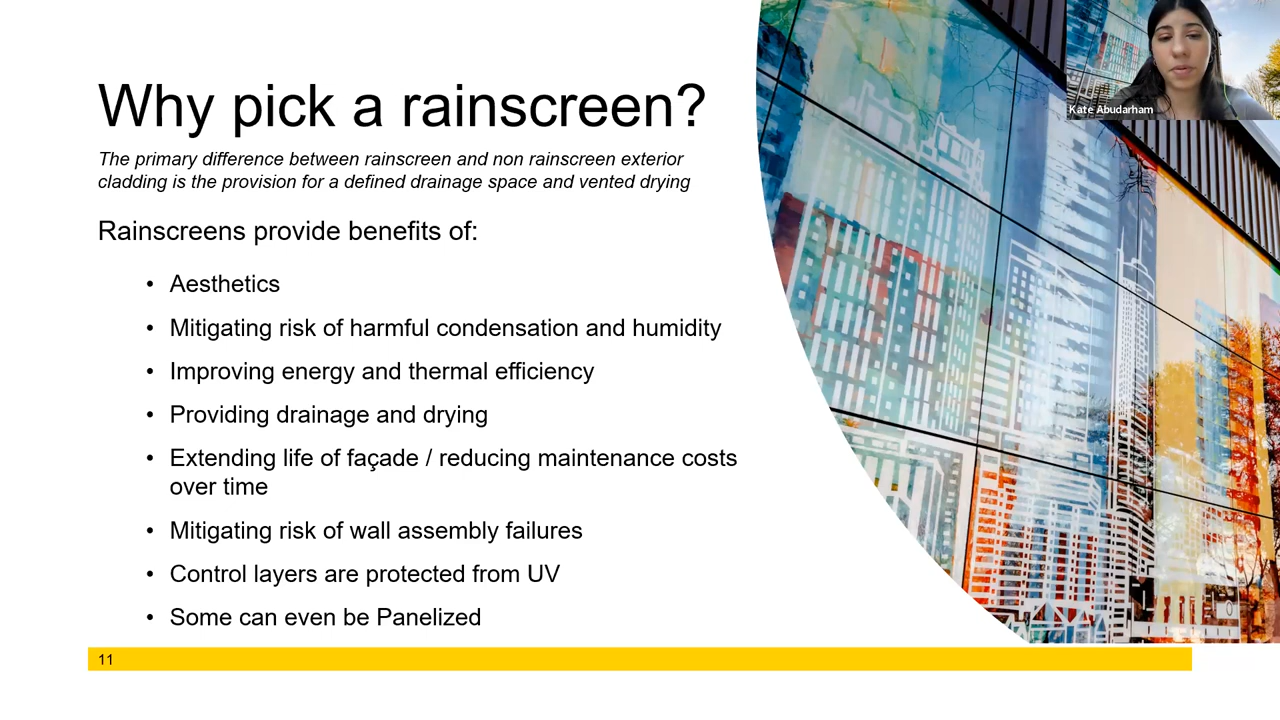 Why pick a rainscreen?
The primary difference between rainscreen and non rainscreen exterior
cladding is the provision for a defined drainage space and vented drying
Rainscreens provide benefits of:
• Aesthetics
• Mitigating risk of harmful condensation and humidity
• Improving energy and thermal efficiency
• Providing drainage and drying
• Extending life of façade / reducing maintenance costs
over time
• Mitigating risk of wall assembly failures
• Control layers are protected from UV
• Some can even be Panelized
11
Kate Abudarham